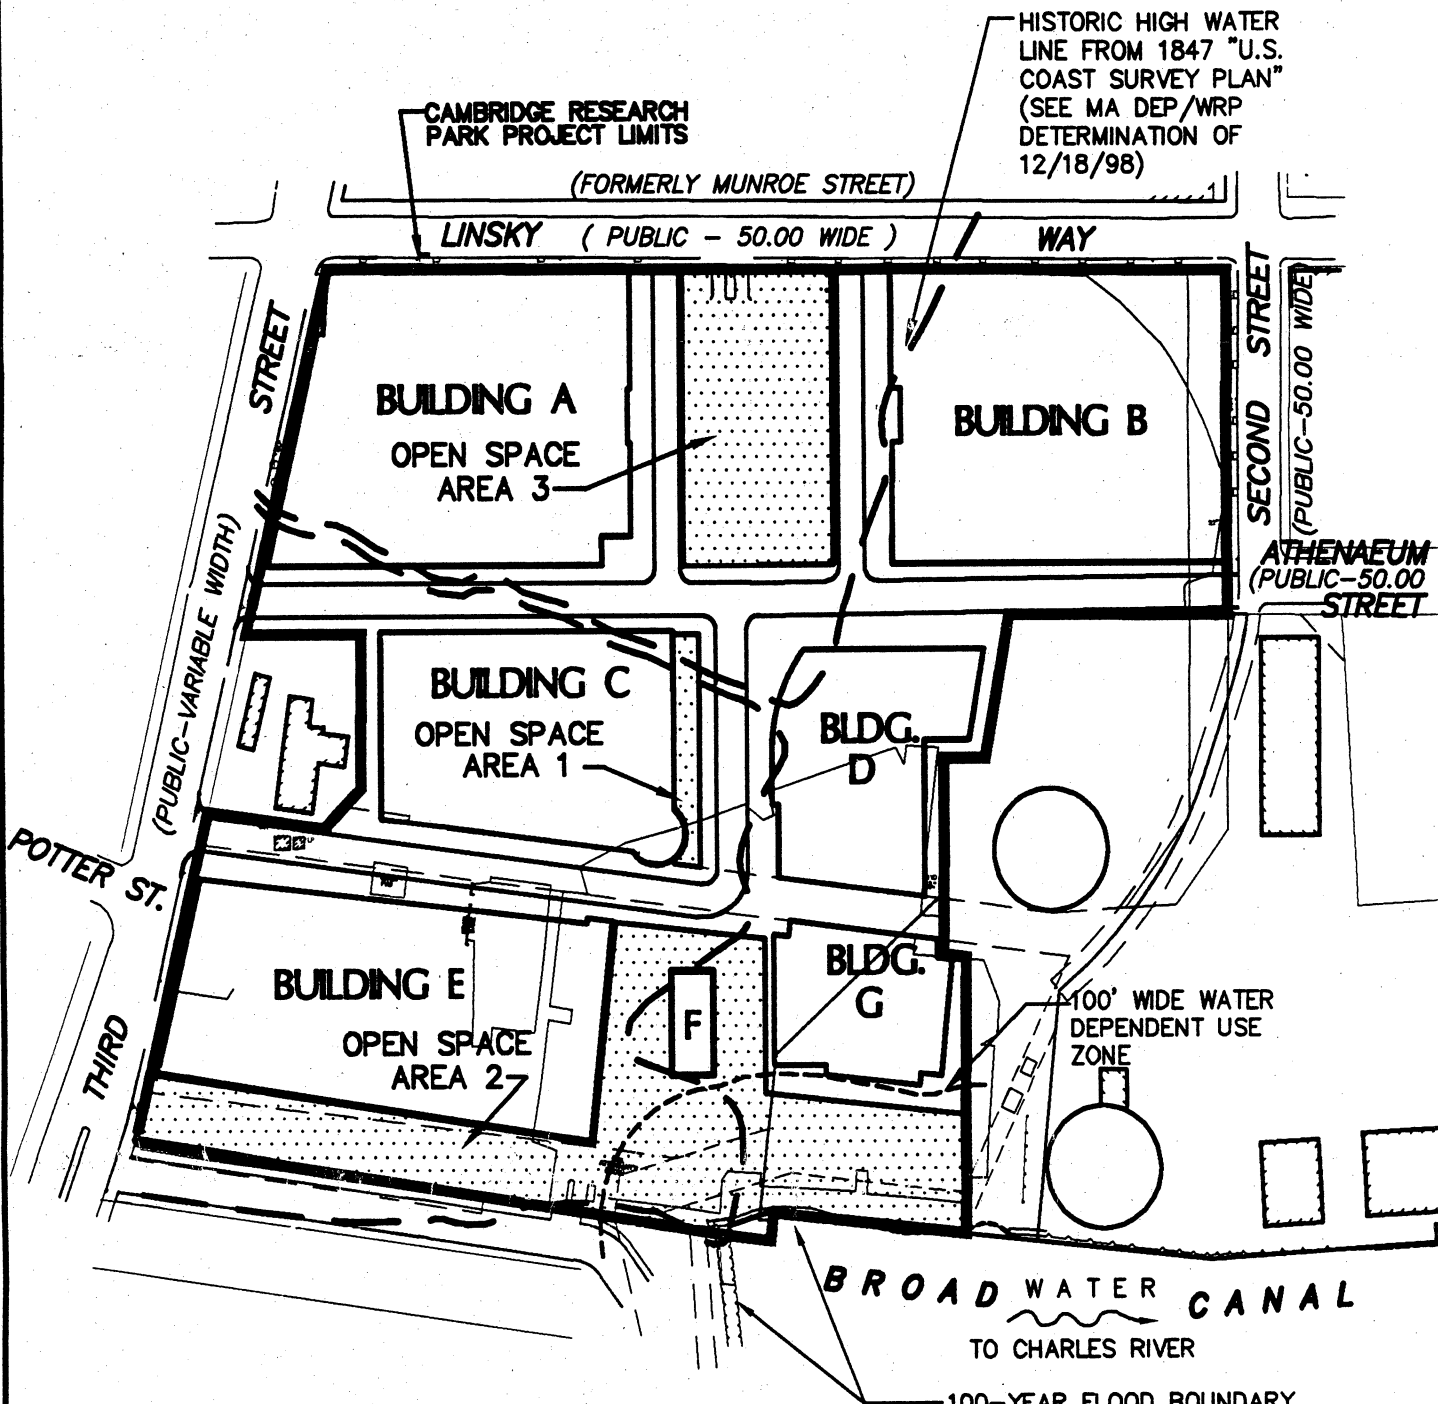 HISTORIC HIGH WATER
LINE FROM 1847 "U.S.
COAST SURVEY PLAN"
(SEE MA DEP/WRP
DETERMINATION OF
12/18/98)
CAMBRIDGE RESEARCH
PARK PROJECT LIMITS
(FORMERLY MUNROE STREET)
LINSKY ( PUBLIC - 50.00 WIDE ) WAY
STREET
SECOND STREET
(PUBLIC-50.00 WIDE)
BUILDING A
OPEN SPACE
AREA 3
BUILDING B
ATHENAEUM
(PUBLIC-50.00
STREET
(PUBLIC-VARIABLE WIDTH)
BUILDING C
OPEN SPACE
AREA 1
BLDG.
D
POTTER ST.
BUILDING E
OPEN SPACE
AREA 2
F
BLDG.
G
100' WIDE WATER
DEPENDENT USE
ZONE
THIRD
BROAD WATER CANAL
TO CHARLES RIVER
100-YEAR FLOOD BOUNDARY